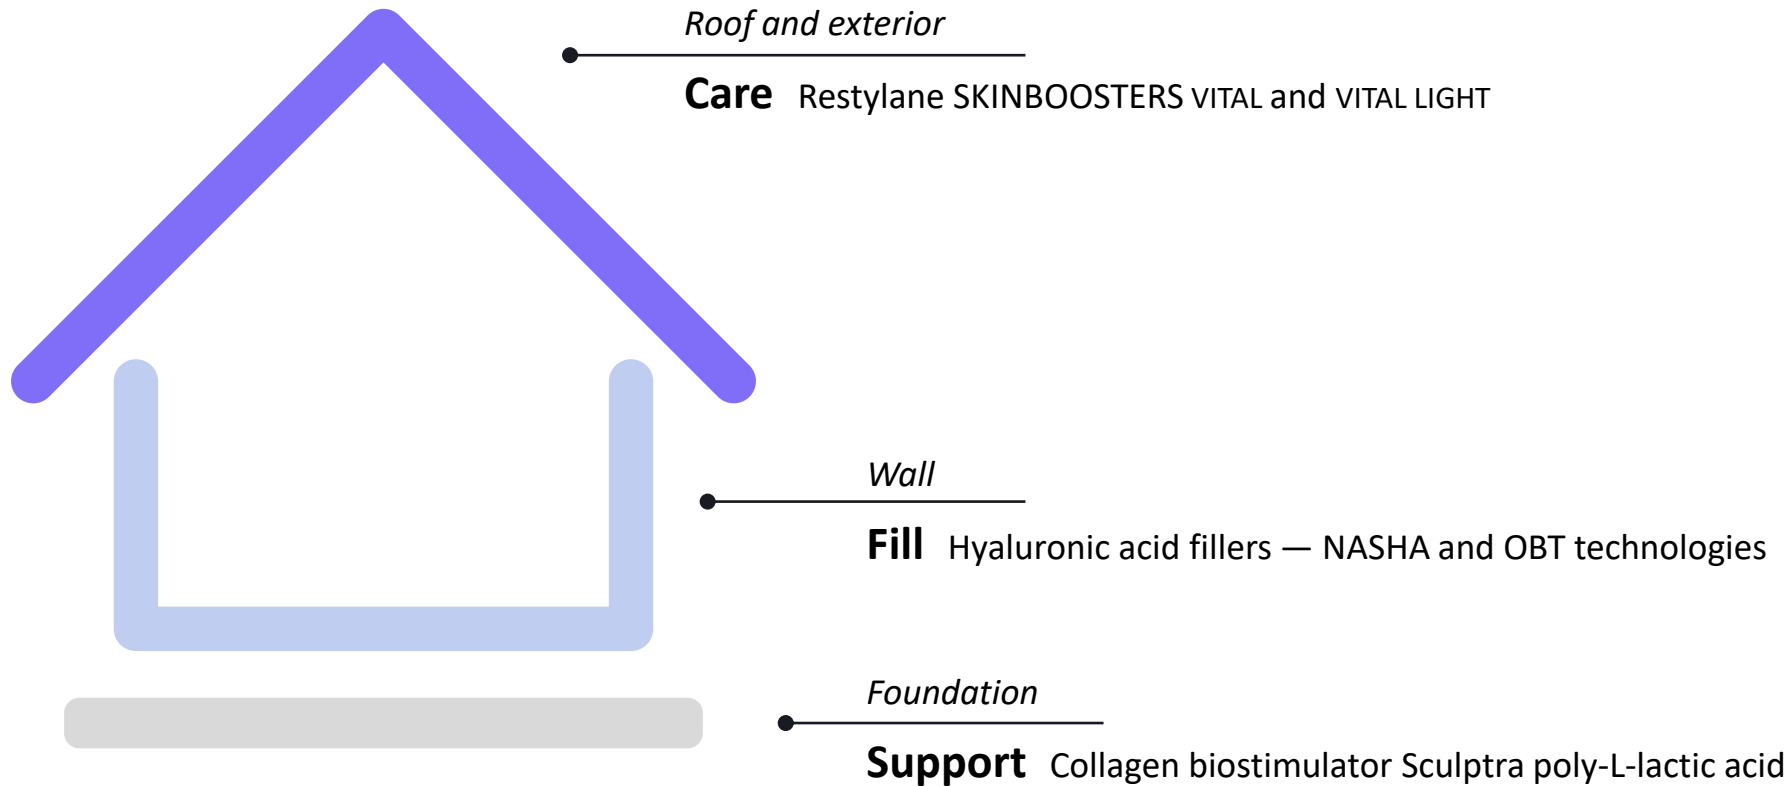 Roof and exterior
Care Restylane SKINBOOSTERS VITAL and VITAL LIGHT
Wall
Fill Hyaluronic acid fillers — NASHA and OBT technologies
Foundation
Support Collagen biostimulator Sculptra poly-L-lactic acid